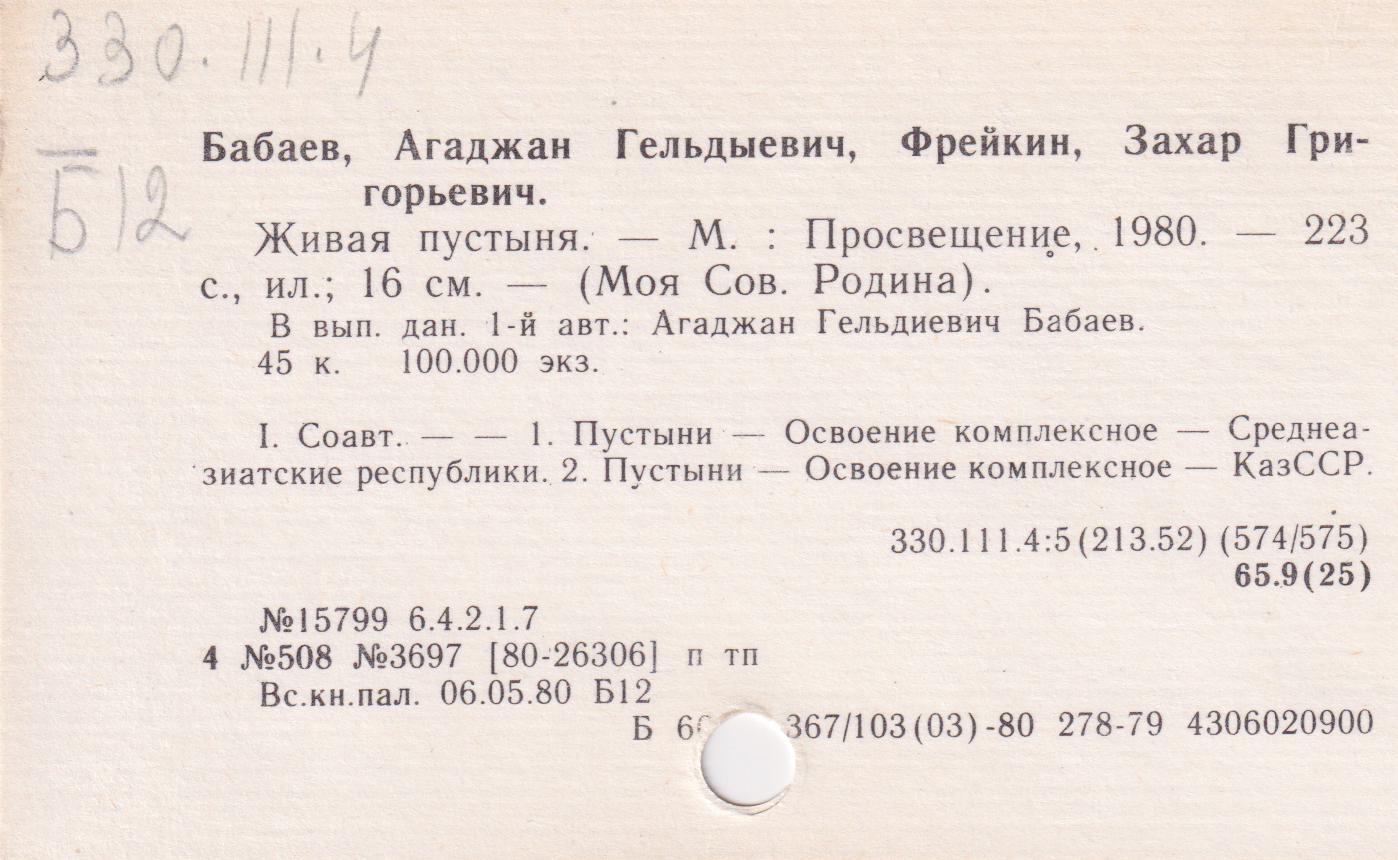 330.111.4
Б12
Бабаев, Агаджан Гельдыевич, Фрейкин, Захар Гри-
горьевич.
Живая пустыня. — М. : Просвещение, 1980. — 223
с., ил.; 16 см. — (Моя Сов. Родина).
В вып. дан. 1-й авт.: Агаджан Гельдиевич Бабаев.
45 к. 100.000 экз.
I. Соавт. — — 1. Пустыни — Освоение комплексное — Среднеа-
зиатские республики. 2. Пустыни — Освоение комплексное — КазССР.
330.111.4:5(213.52) (574/575)
65.9(25)
№15799 6.4.2.1.7
4 №508 №3697 [80-26306] п тп
Вс.кн.пал. 06.05.80 Б12
Б 367/103(03)-80 278-79 4306020900